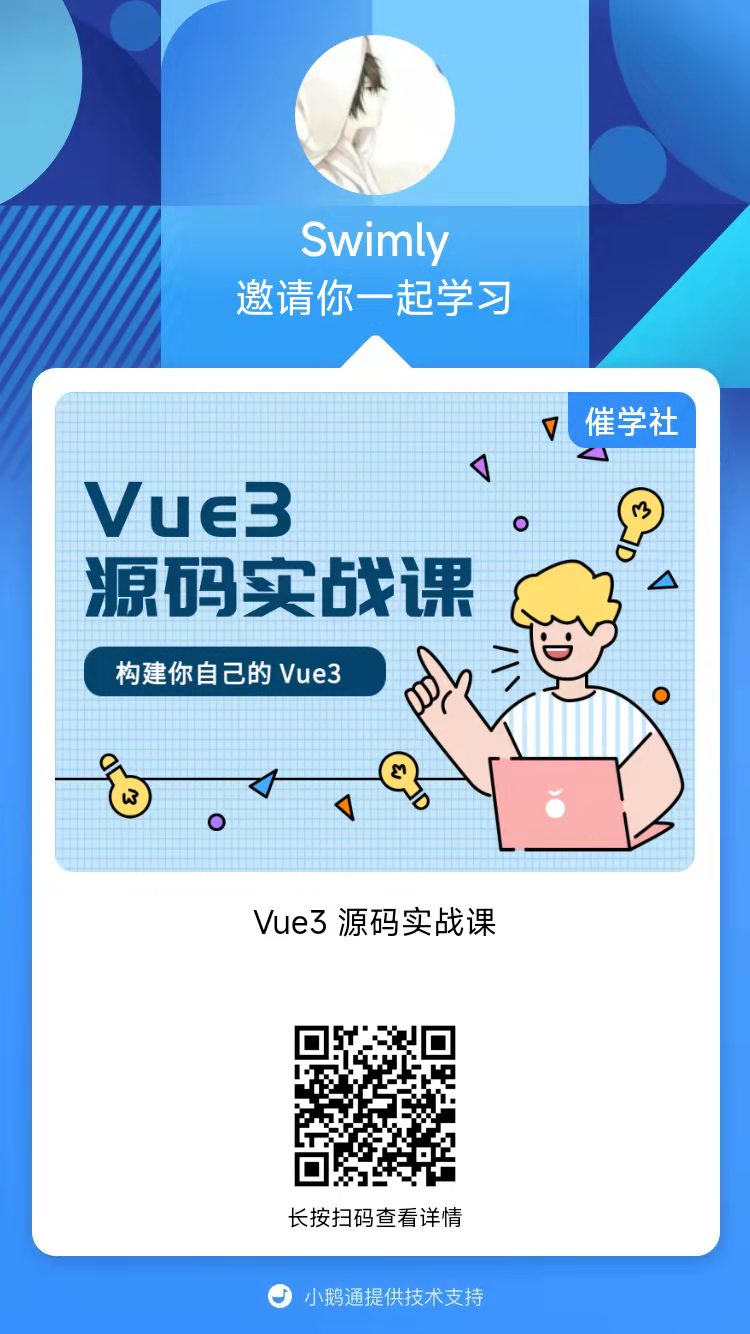 Swimly
邀请你一起学习
催学社
Vue3
源码实战课
构建你自己的 Vue3
Vue3 源码实战课
长按扫码查看详情
小鹅通提供技术支持